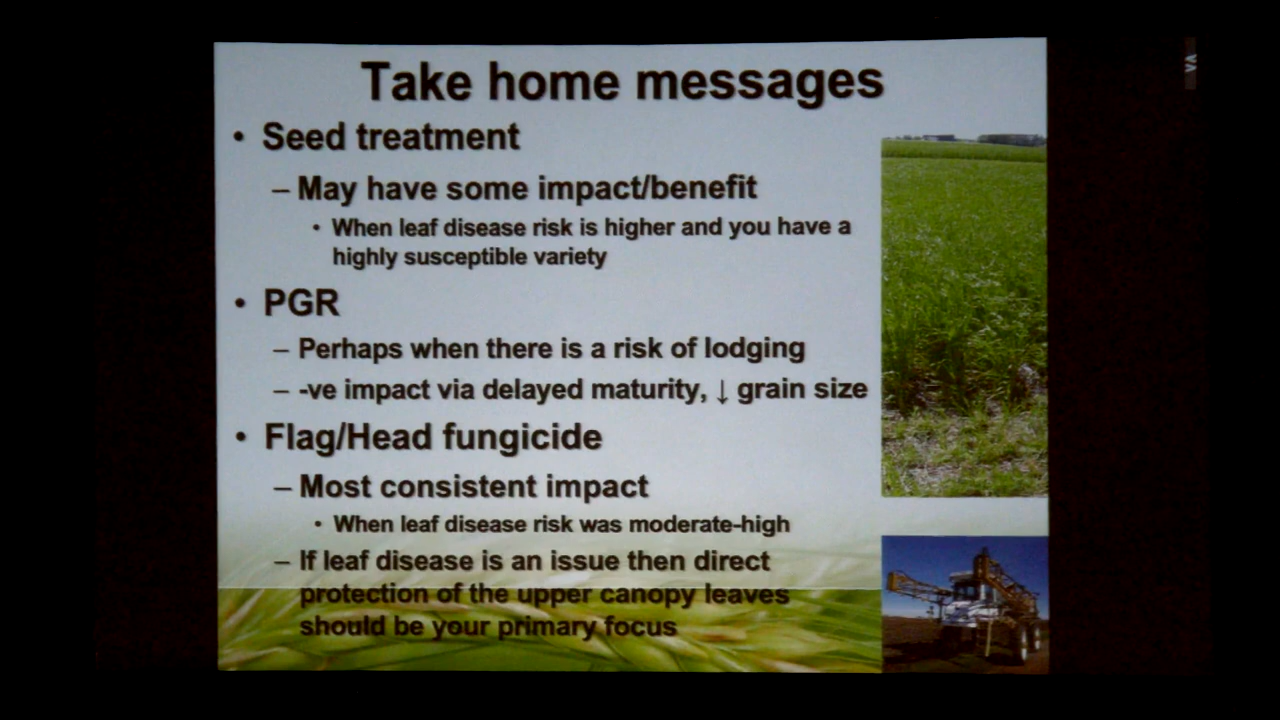 Take home messages
• Seed treatment
– May have some impact/benefit
• When leaf disease risk is higher and you have a
highly susceptible variety
• PGR
– Perhaps when there is a risk of lodging
– -ve impact via delayed maturity, ↓ grain size
• Flag/Head fungicide
– Most consistent impact
• When leaf disease risk was moderate-high
– If leaf disease is an issue then direct
protection of the upper canopy leaves
should be your primary focus